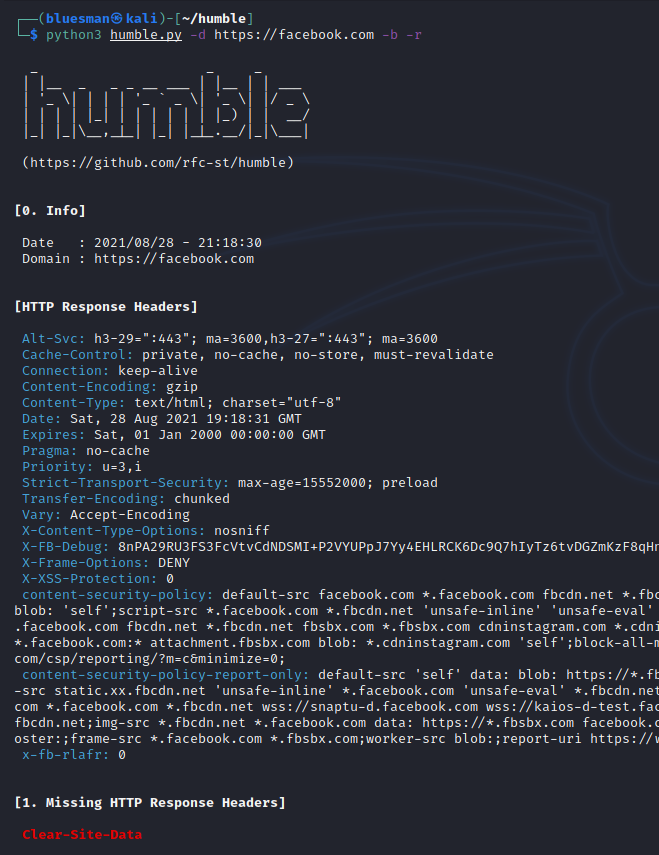 (bluesman㉿kali)-[~/humble]
$ python3 humble.py -d https://facebook.com -b -r
humble
(https://github.com/rfc-st/humble)
[0. Info]
Date   : 2021/08/28 - 21:18:30
Domain : https://facebook.com
[HTTP Response Headers]
Alt-Svc: h3-29=":443"; ma=3600,h3-27=":443"; ma=3600
Cache-Control: private, no-cache, no-store, must-revalidate
Connection: keep-alive
Content-Encoding: gzip
Content-Type: text/html; charset="utf-8"
Date: Sat, 28 Aug 2021 19:18:31 GMT
Expires: Sat, 01 Jan 2000 00:00:00 GMT
Pragma: no-cache
Priority: u=3,i
Strict-Transport-Security: max-age=15552000; preload
Transfer-Encoding: chunked
Vary: Accept-Encoding
X-Content-Type-Options: nosniff
X-FB-Debug: 8nPA29RU3FS3FcVtvCdNDSMI+P2VYUPpJ7Yy4EHLRCK6Dc9Q7hIyTz6tvDGZmKzF8qHn
X-Frame-Options: DENY
X-XSS-Protection: 0
content-security-policy: default-src facebook.com *.facebook.com fbcdn.net *.fbc
blob: 'self';script-src *.facebook.com *.fbcdn.net 'unsafe-inline' 'unsafe-eval'
.facebook.com fbcdn.net *.fbcdn.net fbsbx.com *.fbsbx.com cdninstagram.com *.cdni
*.facebook.com:* attachment.fbsbx.com blob: *.cdninstagram.com 'self';block-all-m
com/csp/reporting/?m=c&minimize=0;
content-security-policy-report-only: default-src 'self' data: blob: https://*.fb
-src static.xx.fbcdn.net 'unsafe-inline' *.facebook.com 'unsafe-eval' *.fbcdn.ne
com *.facebook.com *.fbcdn.net wss://snaptu-d.facebook.com wss://kaios-d-test.fac
fbcdn.net;img-src *.fbcdn.net *.facebook.com data: https://*.fbsbx.com facebook.c
oster:;frame-src *.facebook.com *.fbsbx.com;worker-src blob:;report-uri https://w
x-fb-rlafr: 0
[1. Missing HTTP Response Headers]
Clear-Site-Data